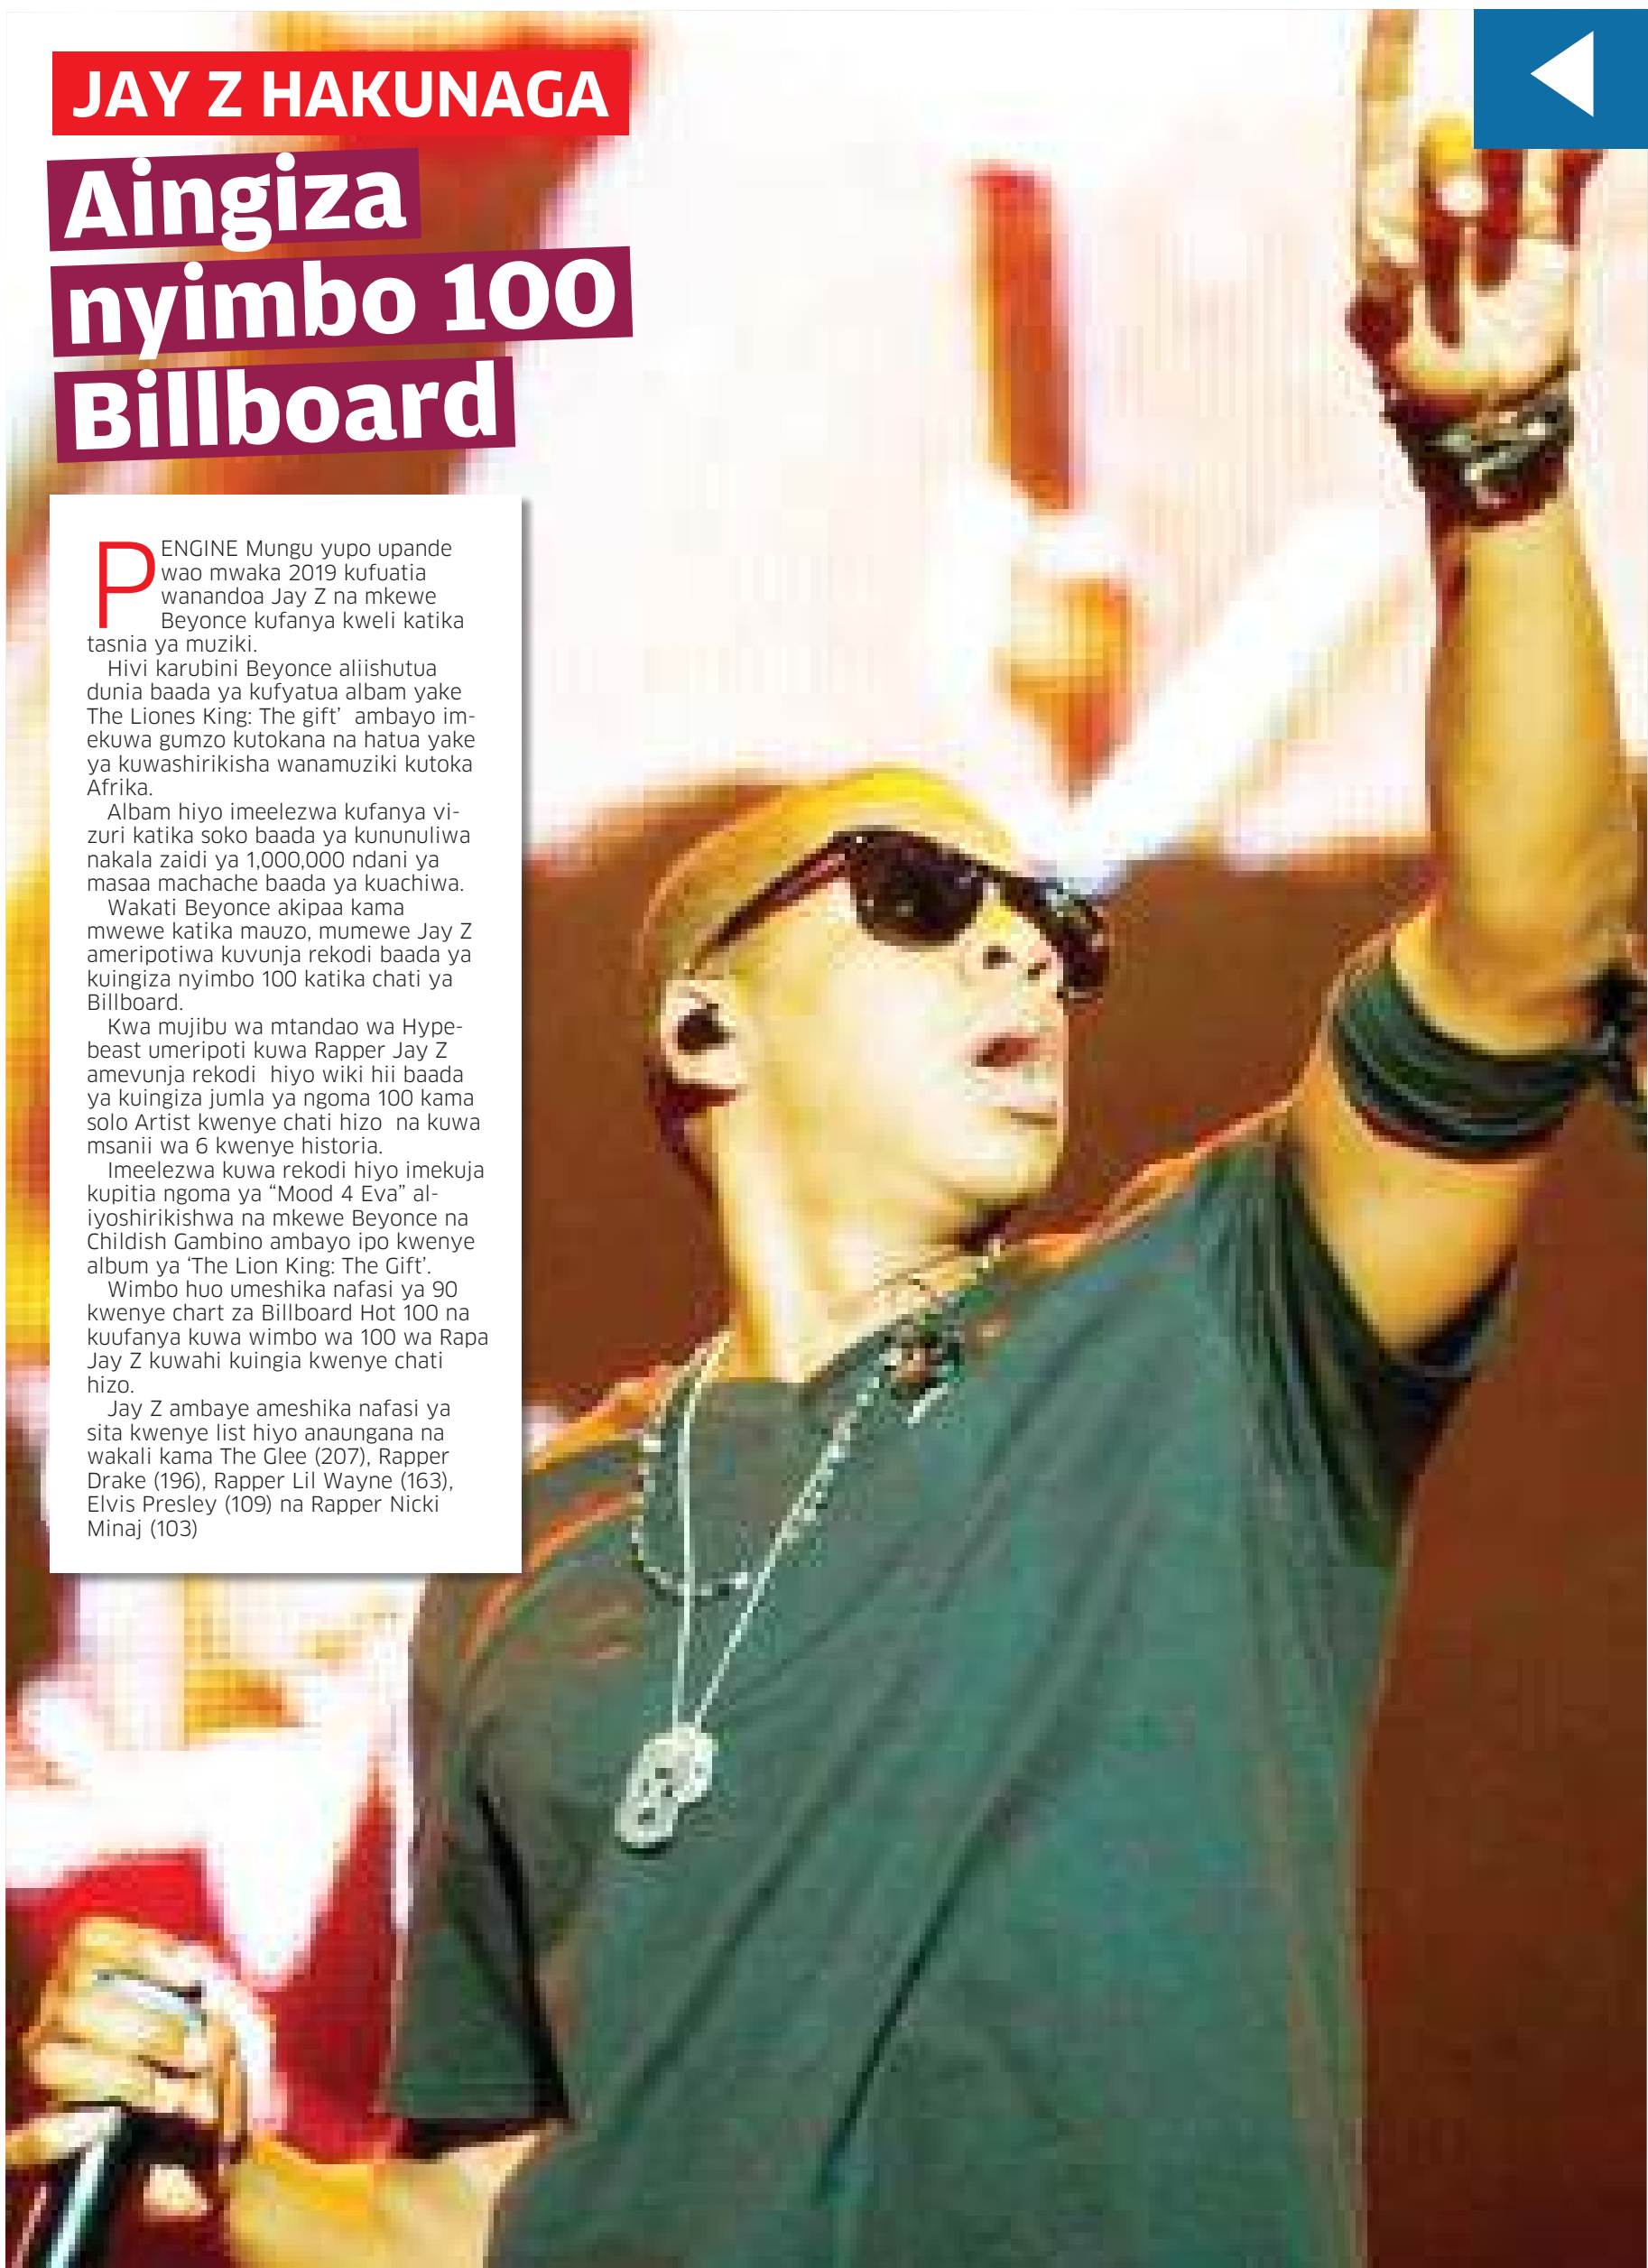 JAY Z HAKUNAGA
Aingiza
nyimbo 100
Billboard
PENGINE Mungu yupo upande
wao mwaka 2019 kufuatia
wanandoa Jay Z na mkewe
Beyonce kufanya kweli katika
tasnia ya muziki.
Hivi karubini Beyonce aliishutua
dunia baada ya kufyatua albam yake
The Liones King: The gift’ ambayo im-
ekuwa gumzo kutokana na hatua yake
ya kuwashirikisha wanamuziki kutoka
Afrika.
Albam hiyo imeelezwa kufanya vi-
zuri katika soko baada ya kununuliwa
nakala zaidi ya 1,000,000 ndani ya
masaa machache baada ya kuachiwa.
Wakati Beyonce akipaa kama
mwewe katika mauzo, mumewe Jay Z
ameripotiwa kuvunja rekodi baada ya
kuingiza nyimbo 100 katika chati ya
Billboard.
Kwa mujibu wa mtandao wa Hype-
beast umeripoti kuwa Rapper Jay Z
amevunja rekodi hiyo wiki hii baada
ya kuingiza jumla ya ngoma 100 kama
solo Artist kwenye chati hizo na kuwa
msanii wa 6 kwenye historia.
Imeelezwa kuwa rekodi hiyo imekuja
kupitia ngoma ya “Mood 4 Eva” al-
iyoshirikishwa na mkewe Beyonce na
Childish Gambino ambayo ipo kwenye
album ya ‘The Lion King: The Gift’.
Wimbo huo umeshika nafasi ya 90
kwenye chart za Billboard Hot 100 na
kuufanya kuwa wimbo wa 100 wa Rapa
Jay Z kuwahi kuingia kwenye chati
hizo.
Jay Z ambaye ameshika nafasi ya
sita kwenye list hiyo anaungana na
wakali kama The Glee (207), Rapper
Drake (196), Rapper Lil Wayne (163),
Elvis Presley (109) na Rapper Nicki
Minaj (103)